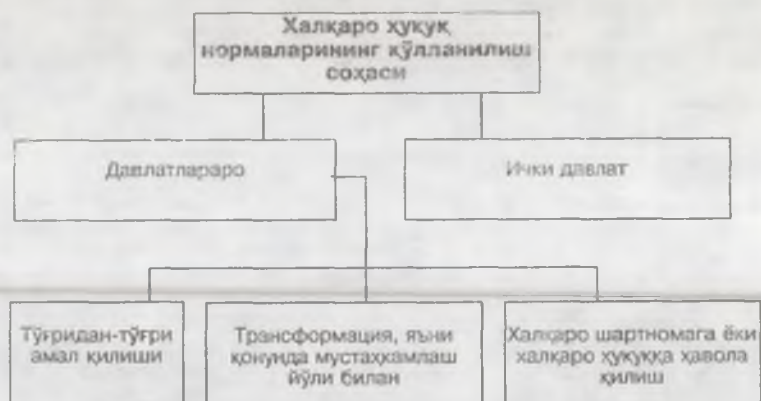 Халқаро ҳуқуқ
нормаларининг қўлланилиш
соҳаси
Давлатлараро
Ички давлат
Тўғридан-тўғри
амал қилиши
Трансформация, яъни
қонунда мустаҳкамлаш
йўли билан
Халқаро шартномага ёки
халқаро ҳуқуққа ҳавола
қилиш